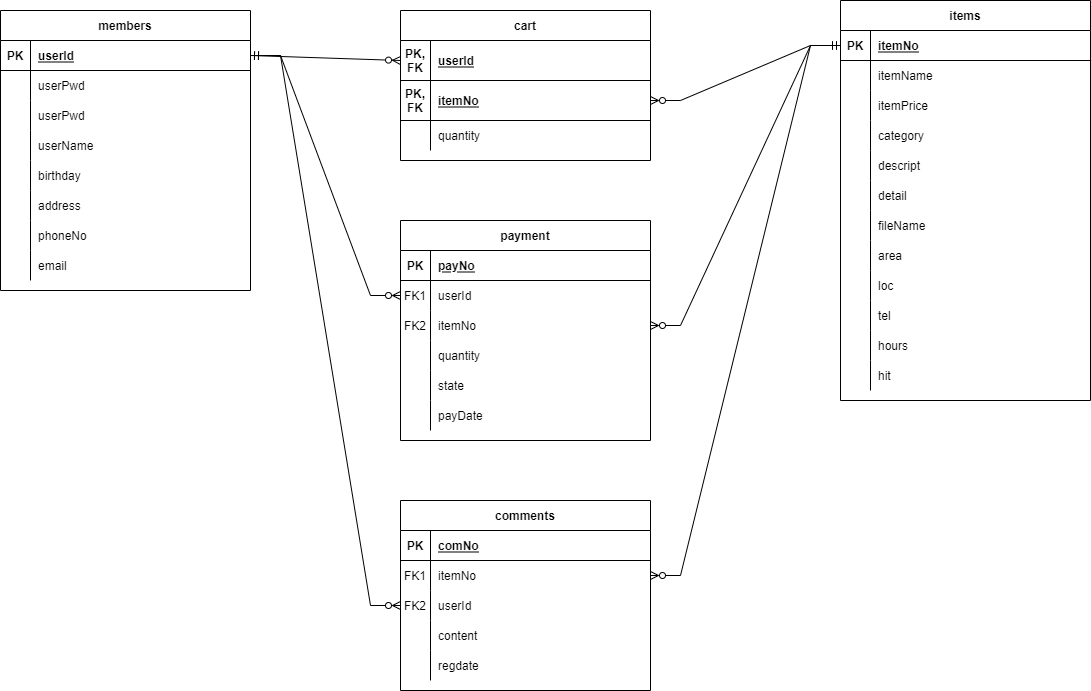 members
PK userId
userPwd
userPwd
userName
birthday
address
phoneNo
email
cart
PK, FK userId
PK, FK itemNo
quantity
payment
PK payNo
FK1 userId
FK2 itemNo
quantity
state
payDate
comments
PK comNo
FK1 itemNo
FK2 userId
content
regdate
items
PK itemNo
itemName
itemPrice
category
descript
detail
fileName
area
loc
tel
hours
hit